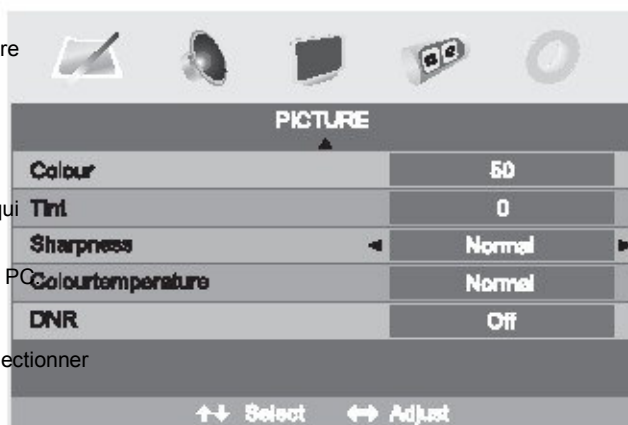 re
PICTURE
Colour 50
qui
Tint 0
Sharpness Normal
PC.
Colourtemperature Normal
DNR Off
ectionner
Select Adjust